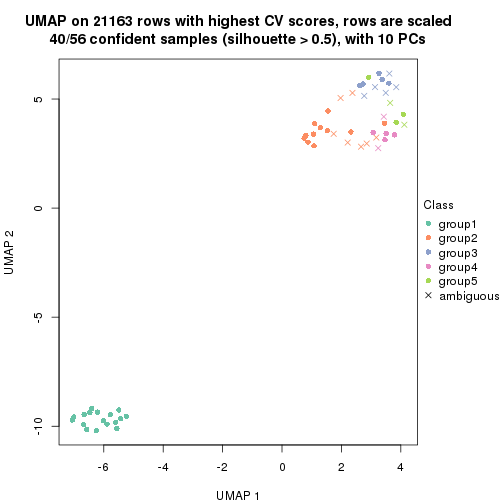 UMAP on 21163 rows with highest CV scores, rows are scaled
40/56 confident samples (silhouette > 0.5), with 10 PCs
5
0
-5
-10
UMAP 2
-6
-4
-2
0
2
4
UMAP 1
Class
group1
group2
group3
group4
group5
ambiguous